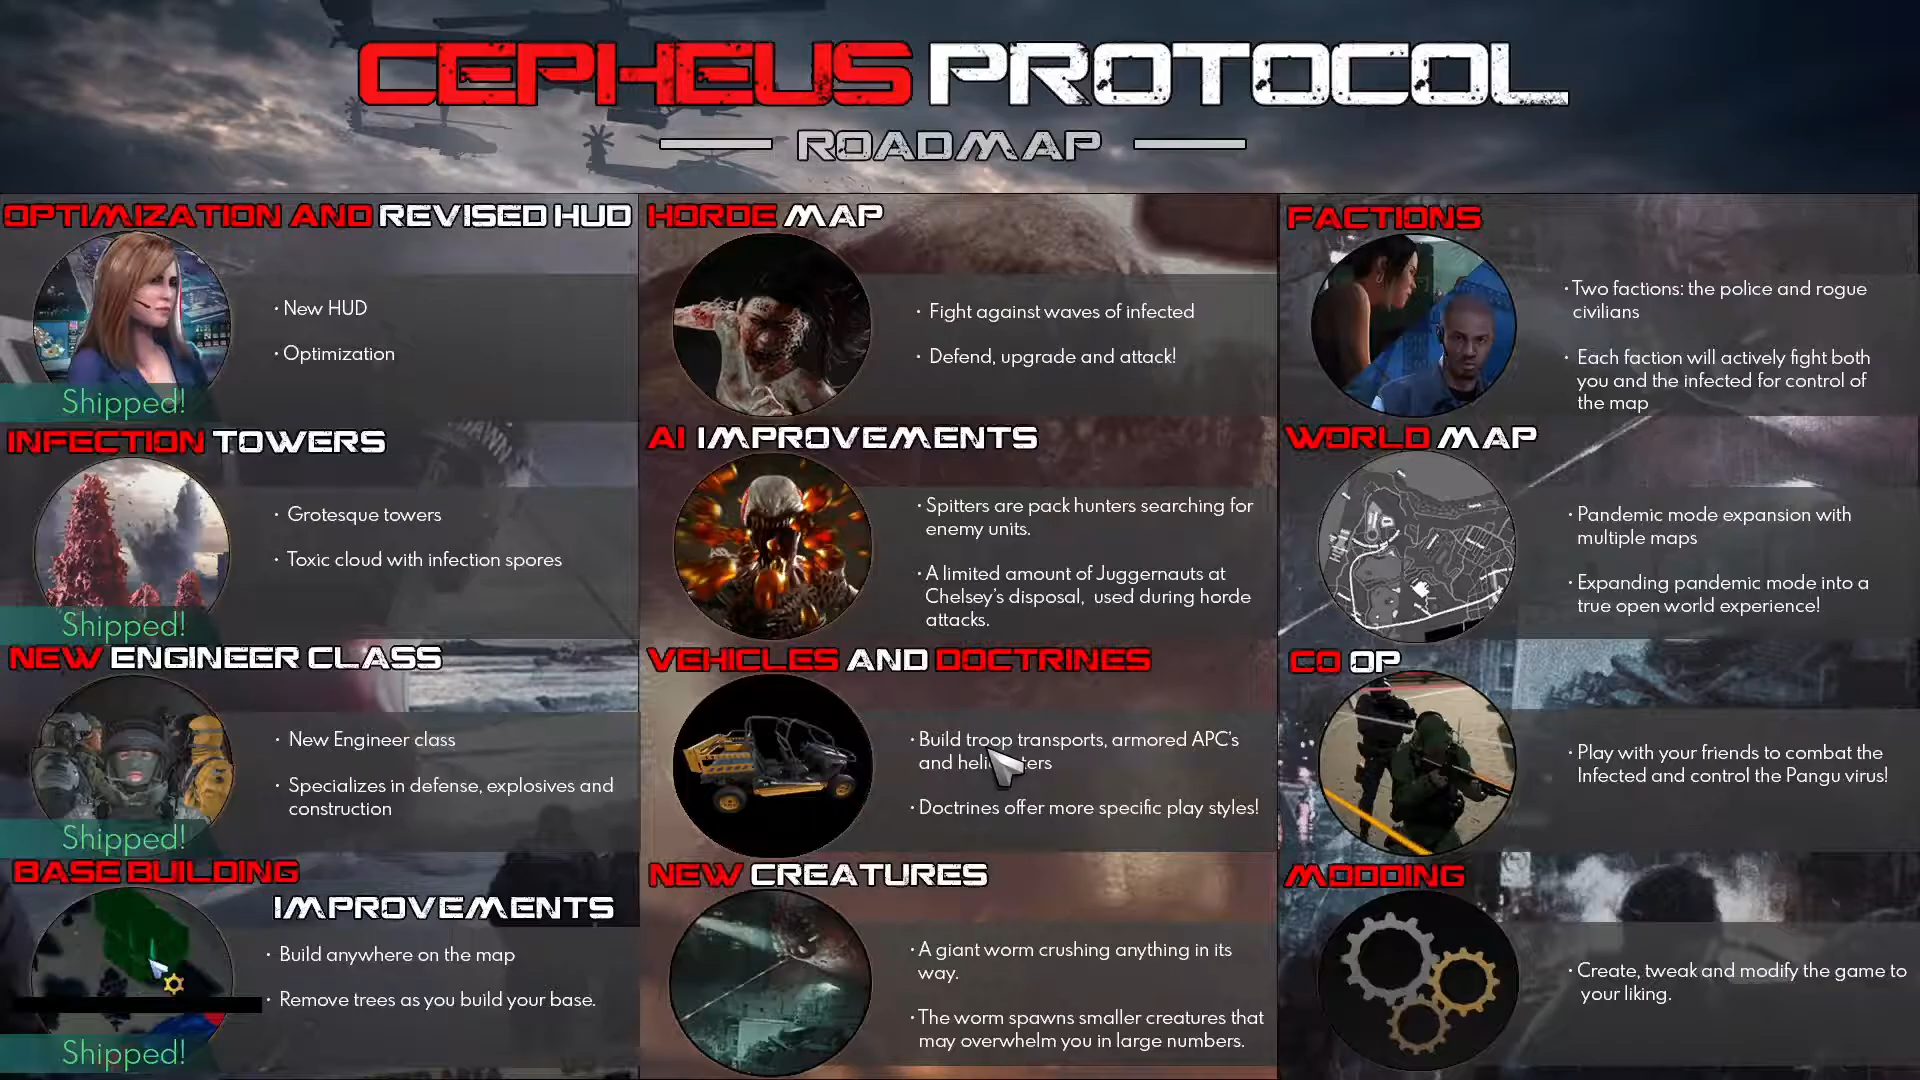 CEPHEUS PROTOCOL
ROADMAP
OPTIMIZATION AND REVISED HUD
· New HUD
· Optimization
Shipped!
INFECTION TOWERS
· Grotesque towers
· Toxic cloud with infection spores
Shipped!
NEW ENGINEER CLASS
· New Engineer class
· Specializes in defense, explosives and
construction
Shipped!
BASE BUILDING
IMPROVEMENTS
· Build anywhere on the map
· Remove trees as you build your base.
Shipped!
HORDE MAP
· Fight against waves of infected
· Defend, upgrade and attack!
AI IMPROVEMENTS
· Spitters are pack hunters searching for
enemy units.
· A limited amount of Juggernauts at
Chelsey's disposal, used during horde
attacks.
VEHICLES AND DOCTRINES
· Build troop transports, armored APC's
and
· Doctrines offer more specific play styles!
NEW CREATURES
· A giant worm crushing anything in its
way.
· The worm spawns smaller creatures that
may overwhelm you in large numbers.
FACTIONS
· Two factions: the police and rogue
civilians
· Each faction will actively fight both
you and the infected for control of
the map
WORLD MAP
· Pandemic mode expansion with
multiple maps
· Expanding pandemic mode into a
true open world experience!
CO OP
· Play with your friends to combat the
Infected and control the Pangu virus!
MODDING
· Create, tweak and modify the game to
your liking.